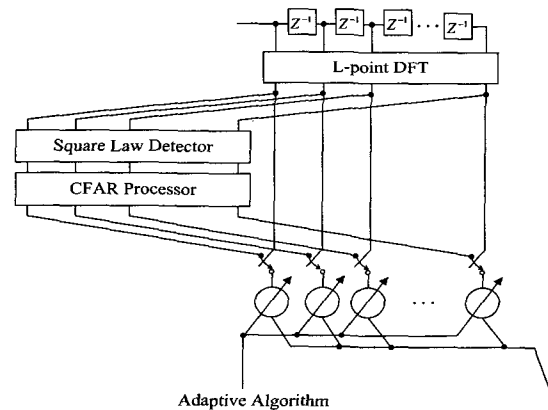 Z⁻¹ Z⁻¹ Z⁻¹ ··· Z⁻¹
L-point DFT
Square Law Detector
CFAR Processor
···
Adaptive Algorithm